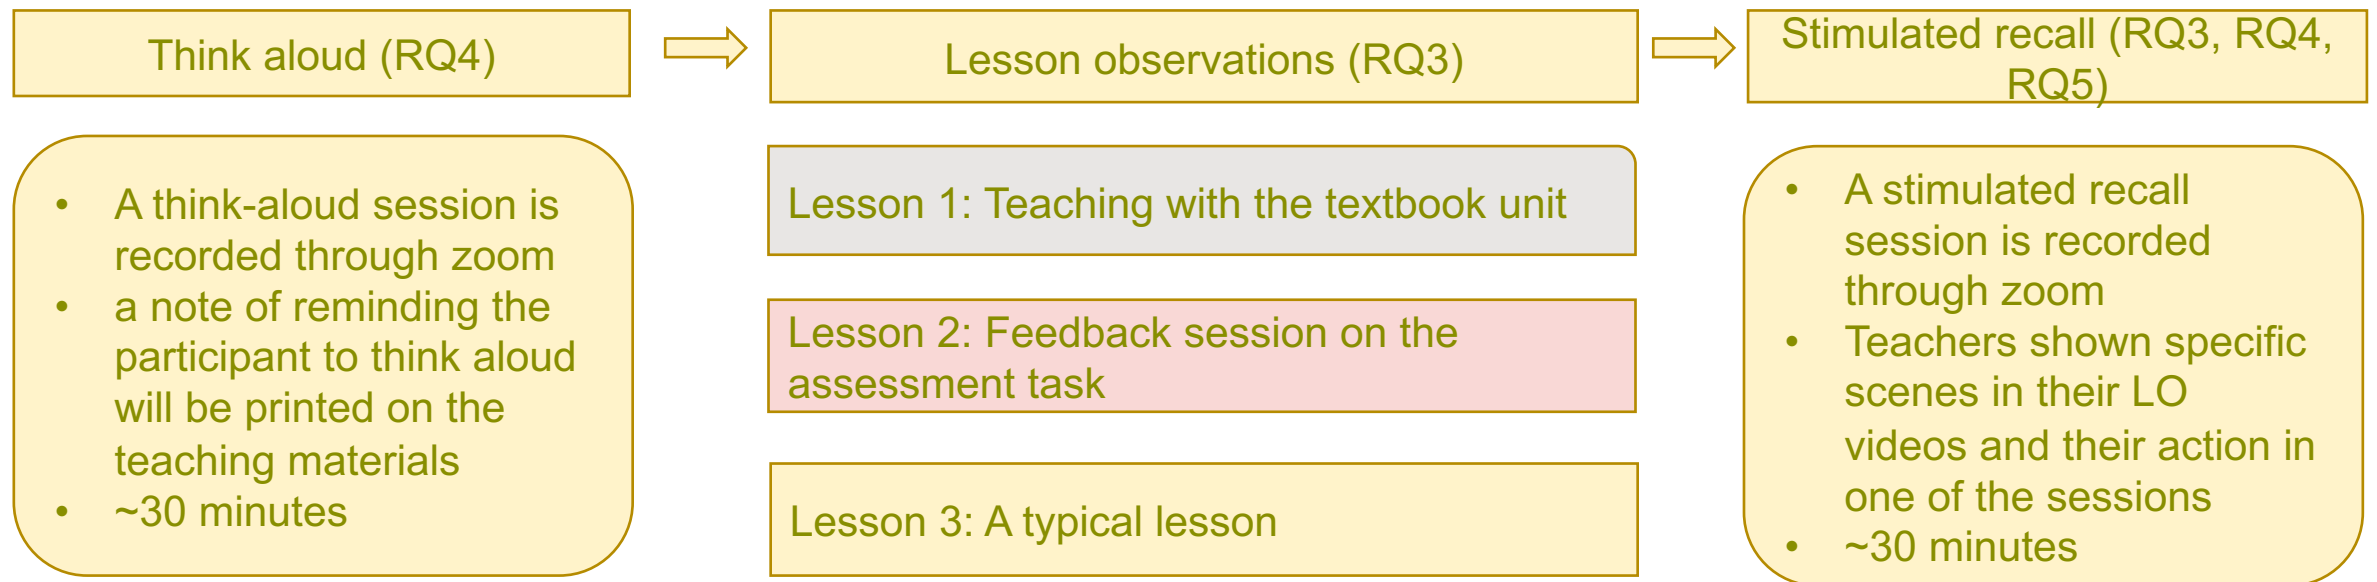 Think aloud (RQ4)
• A think-aloud session is
recorded through zoom
• a note of reminding the
participant to think aloud
will be printed on the
teaching materials
• ~30 minutes
Lesson observations (RQ3)
Lesson 1: Teaching with the textbook unit
Lesson 2: Feedback session on the
assessment task
Lesson 3: A typical lesson
Stimulated recall (RQ3, RQ4,
RQ5)
• A stimulated recall
session is recorded
through zoom
• Teachers shown specific
scenes in their LO
videos and their action in
one of the sessions
• ~30 minutes